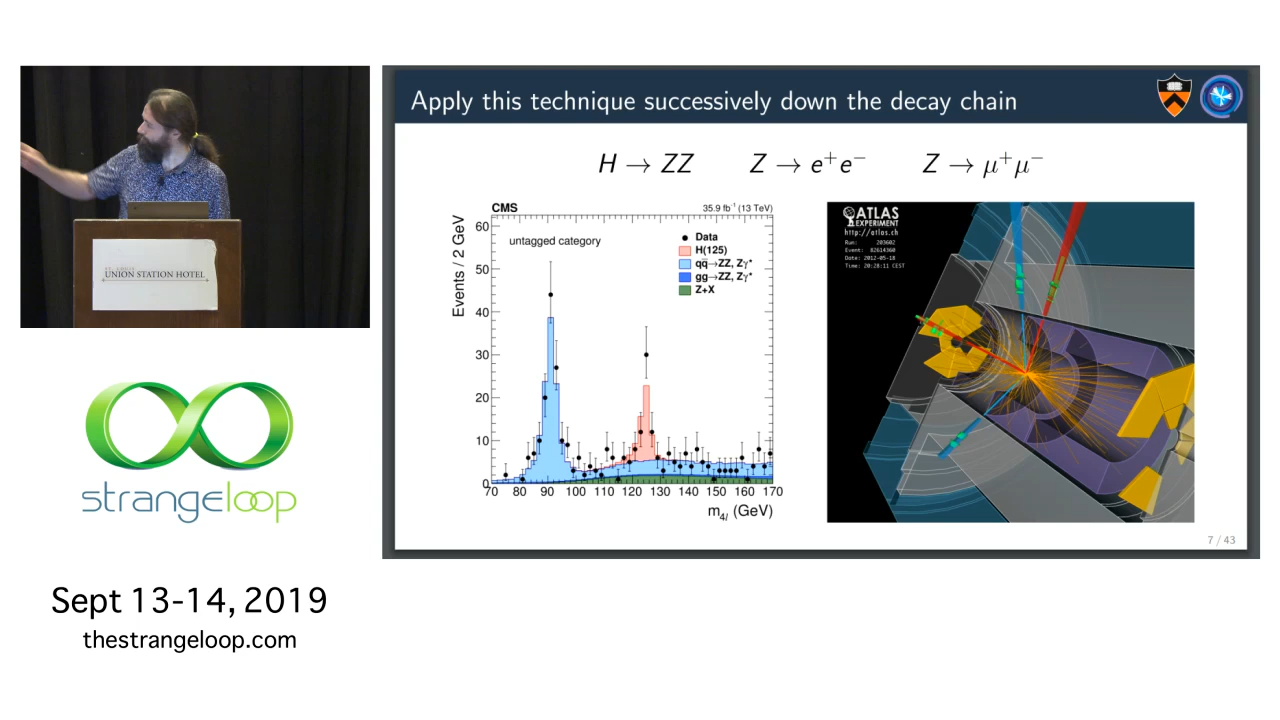 Apply this technique successively down the decay chain
H → ZZ Z → e⁺e⁻ Z → μ⁺μ⁻
CMS 35.9 fb⁻¹ (13 TeV)
Events / 2 GeV
60
50
40
30
20
10
0
untagged category
Data
H(125)
qq̄→ZZ, Zγ*
gg→ZZ, Zγ*
Z+X
70 80 90 100 110 120 130 140 150 160 170
m₄ₗ (GeV)
ATLAS
EXPERIMENT
http://atlas.ch
Run: 203602
Event: 82614360
Date: 2012-05-18
Time: 20:28:11 CEST
7 / 43
UNION STATION HOTEL
strangeloop
Sept 13-14, 2019
thestrangeloop.com